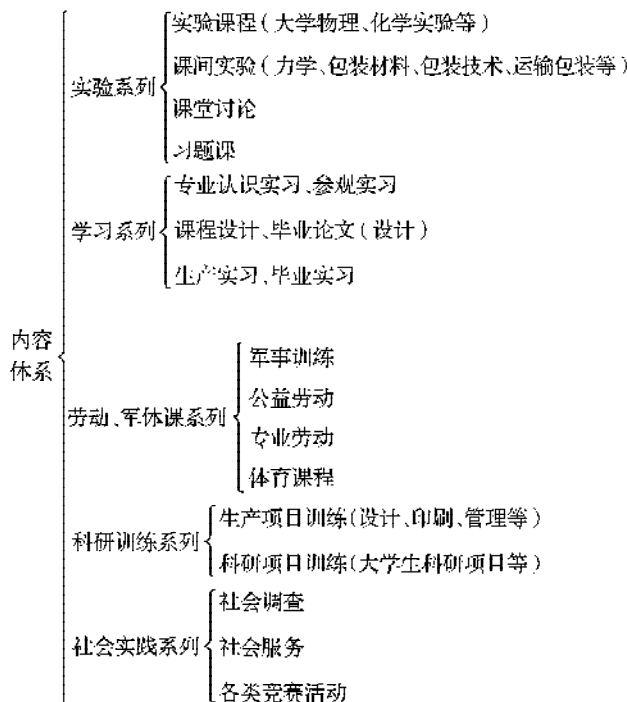 实验课程(大学物理、化学实验等)
课间实验(力学、包装材料、包装技术、运输包装等)
实验系列
课堂讨论
习题课
专业认识实习、参观实习
学习系列
课程设计、毕业论文(设计)
生产实习、毕业实习
内容
体系
军事训练
公益劳动
劳动、军体课系列
专业劳动
体育课程
生产项目训练(设计、印刷、管理等)
科研训练系列
科研项目训练(大学生科研项目等)
社会调查
社会实践系列
社会服务
各类竞赛活动